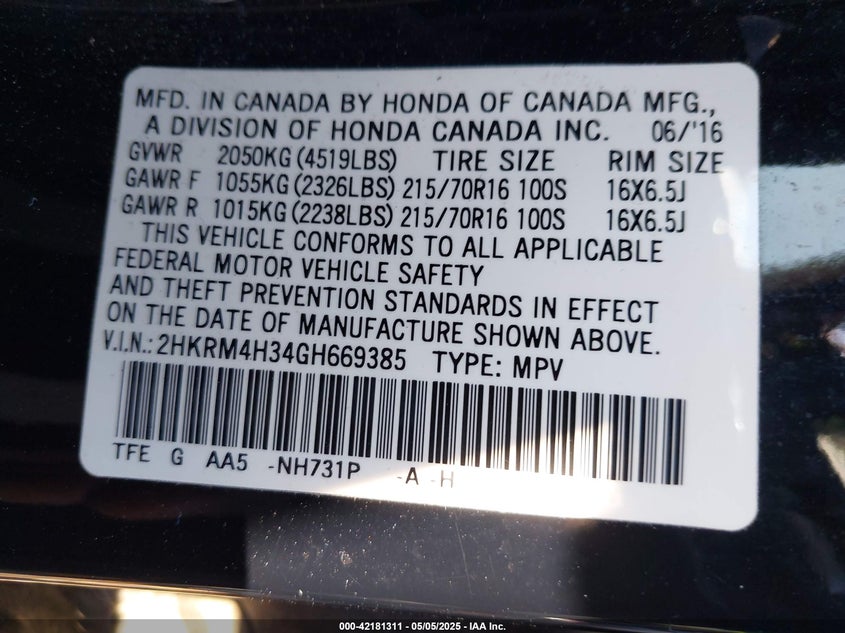 MFD. IN CANADA BY HONDA OF CANADA MFG.,
A DIVISION OF HONDA CANADA INC. 06/'16
GVWR 2050KG (4519LBS) TIRE SIZE RIM SIZE
GAWR F 1055KG (2326LBS) 215/70R16 100S 16X6.5J
GAWR R 1015KG (2238LBS) 215/70R16 100S 16X6.5J
THIS VEHICLE CONFORMS TO ALL APPLICABLE
FEDERAL MOTOR VEHICLE SAFETY
AND THEFT PREVENTION STANDARDS IN EFFECT
ON THE DATE OF MANUFACTURE SHOWN ABOVE.
V.I.N.: 2HKRM4H34GH669385 TYPE: MPV
TFE G AA5 -NH731P -A -H
000-42181311 - 05/05/2025 - IAA Inc.